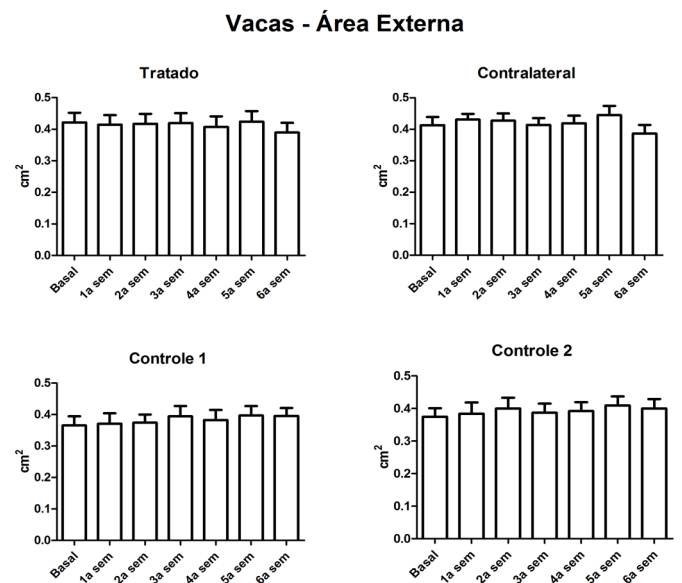 Vacas - Área Externa
Tratado
0.5
0.4
0.3
0.2
0.1
0.0
cm²
Basal
1a sem
2a sem
3a sem
4a sem
5a sem
6a sem
Contralateral
0.5
0.4
0.3
0.2
0.1
0.0
cm²
Basal
1a sem
2a sem
3a sem
4a sem
5a sem
6a sem
Controle 1
0.5
0.4
0.3
0.2
0.1
0.0
cm²
Basal
1a sem
2a sem
3a sem
4a sem
5a sem
6a sem
Controle 2
0.5
0.4
0.3
0.2
0.1
0.0
cm²
Basal
1a sem
2a sem
3a sem
4a sem
5a sem
6a sem